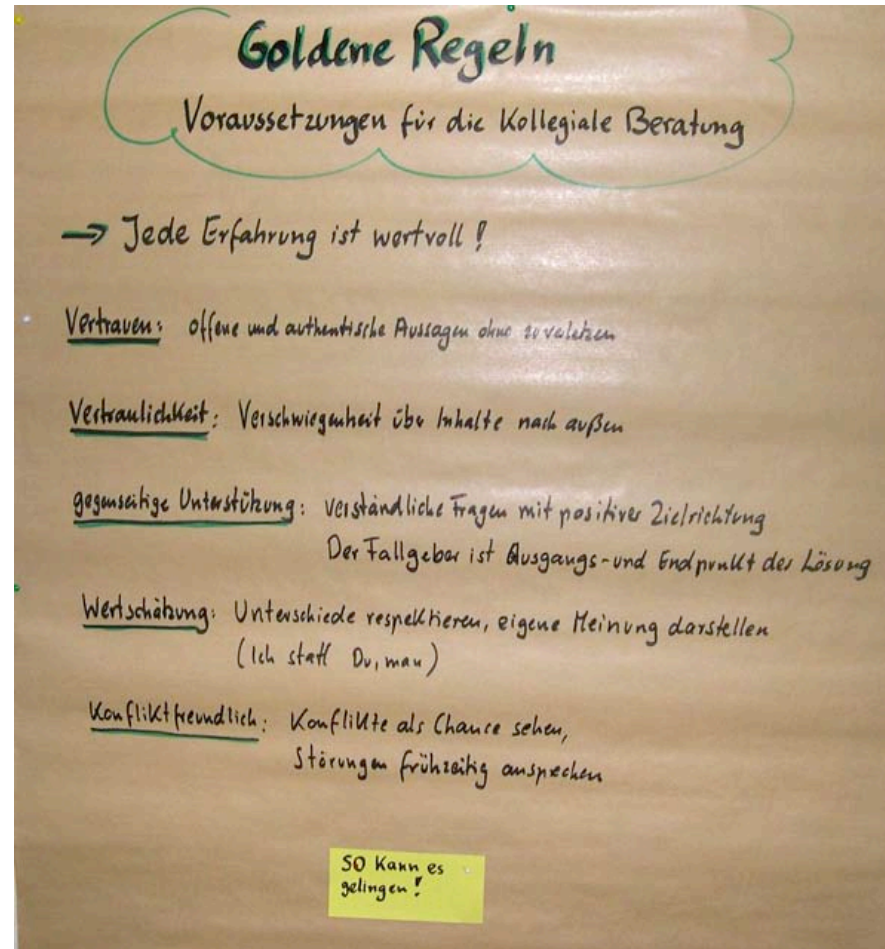 Goldene Regeln
Voraussetzungen für die Kollegiale Beratung
→ Jede Erfahrung ist wertvoll!
Vertrauen: offene und authentische Aussagen ohne zu veletzen
Vertraulichkeit: Verschwiegenheit über Inhalte nach außen
gegenseitige Unterstützung: verständliche Fragen mit positiver Zielrichtung
Der Fallgeber ist Ausgangs- und Endpunkt der Lösung
Wertschätzung: Unterschiede respektieren, eigene Meinung darstellen
(Ich statt Du, man)
Konfliktfreundlich: Konflikte als Chance sehen,
Störungen frühzeitig ansprechen
SO Kann es
gelingen!